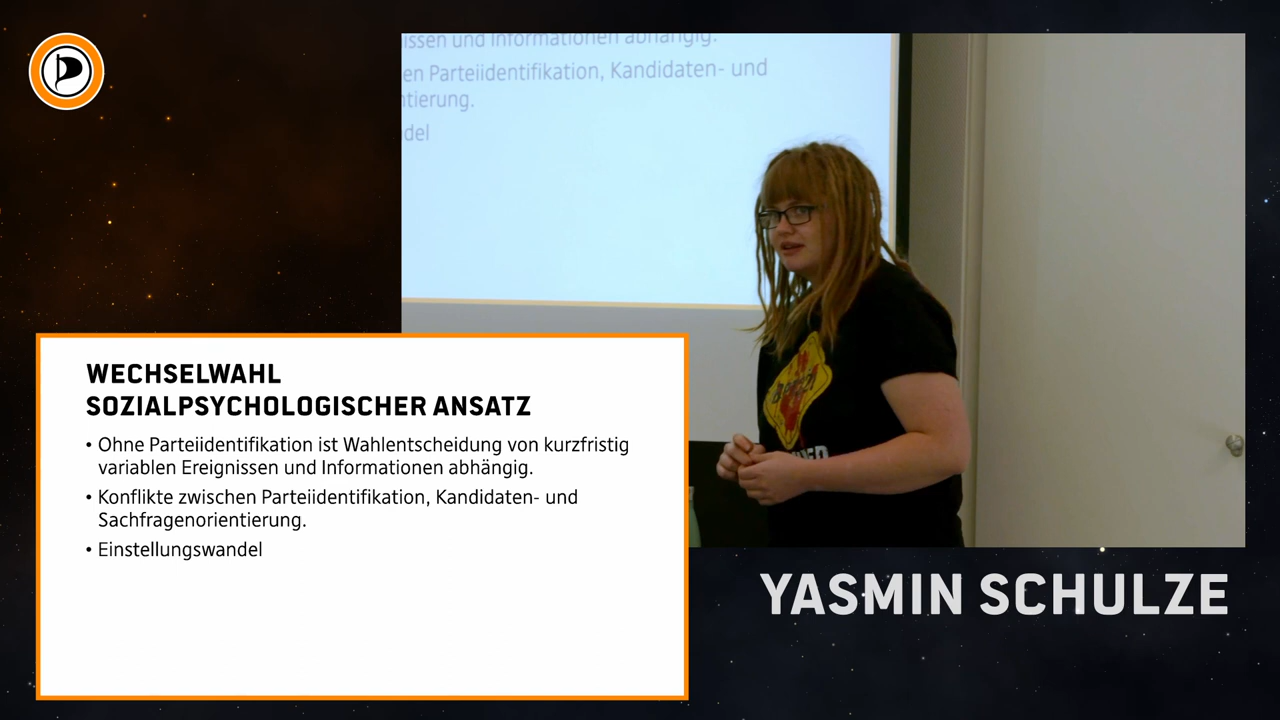 issen und Informationen abhängig.
en Parteiidentifikation, Kandidaten- und
ntierung.
del
WECHSELWAHL
SOZIALPSYCHOLOGISCHER ANSATZ
• Ohne Parteiidentifikation ist Wahlentscheidung von kurzfristig
variablen Ereignissen und Informationen abhängig.
• Konflikte zwischen Parteiidentifikation, Kandidaten- und
Sachfragenorientierung.
• Einstellungswandel
YASMIN SCHULZE